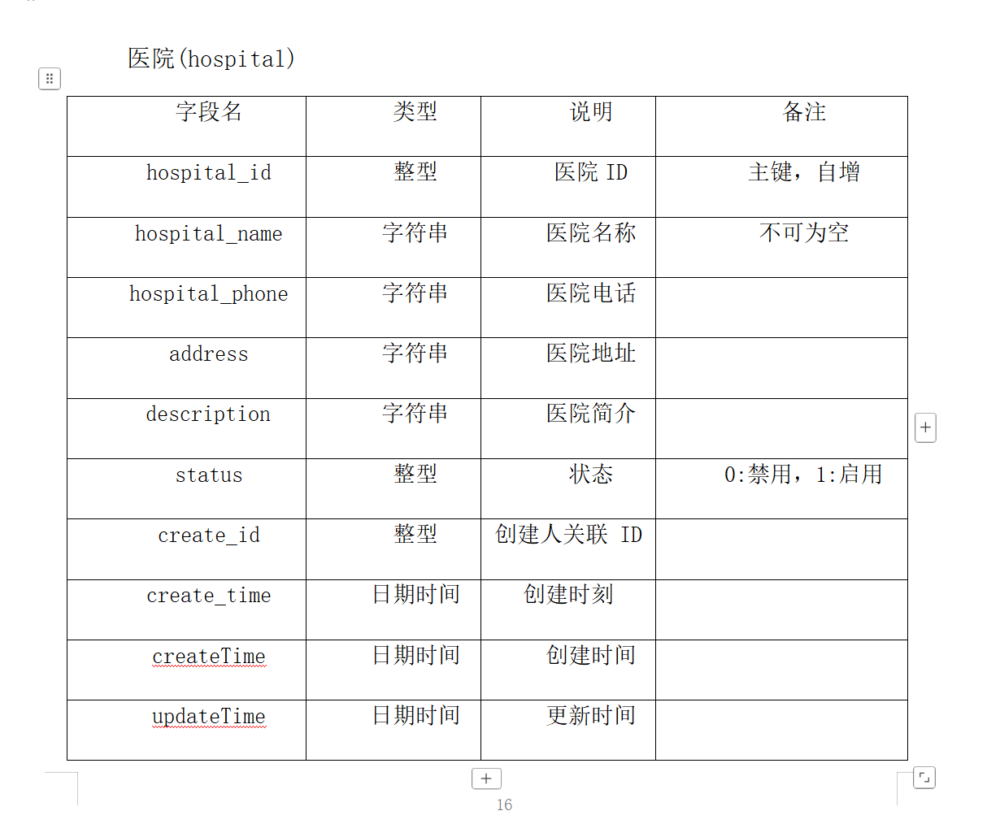 医院(hospital)
字段名 类型 说明 备注
hospital_id 整型 医院 ID 主键，自增
hospital_name 字符串 医院名称 不可为空
hospital_phone 字符串 医院电话
address 字符串 医院地址
description 字符串 医院简介
status 整型 状态 0:禁用，1:启用
create_id 整型 创建人关联 ID
create_time 日期时间 创建时刻
createTime 日期时间 创建时间
updateTime 日期时间 更新时间
16